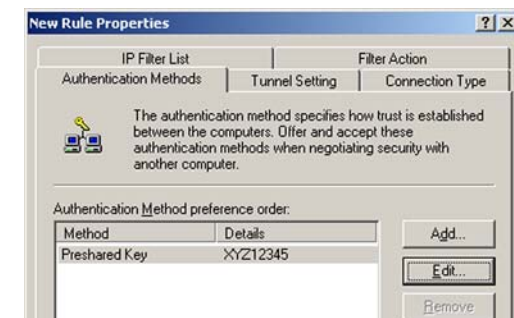 New Rule Properties
IP Filter List Filter Action
Authentication Methods Tunnel Setting Connection Type
The authentication method specifies how trust is established
between the computers. Offer and accept these
authentication methods when negotiating security with
another computer.
Authentication Method preference order:
Method Details Add...
Preshared Key XYZ12345
Edit...
Remove